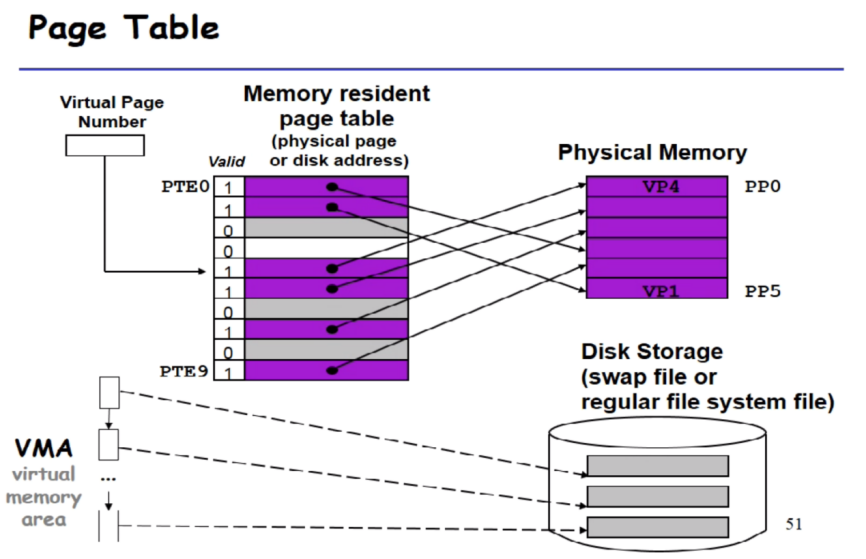 Page Table
Virtual Page
Number
Memory resident
page table
(physical page
or disk address)
Valid
Physical Memory
PTE0
1
1
0
0
1
1
0
1
0
PTE9
1
VP4
PP0
VP1
PP5
Disk Storage
(swap file or
regular file system file)
VMA
virtual
memory
area
...
51